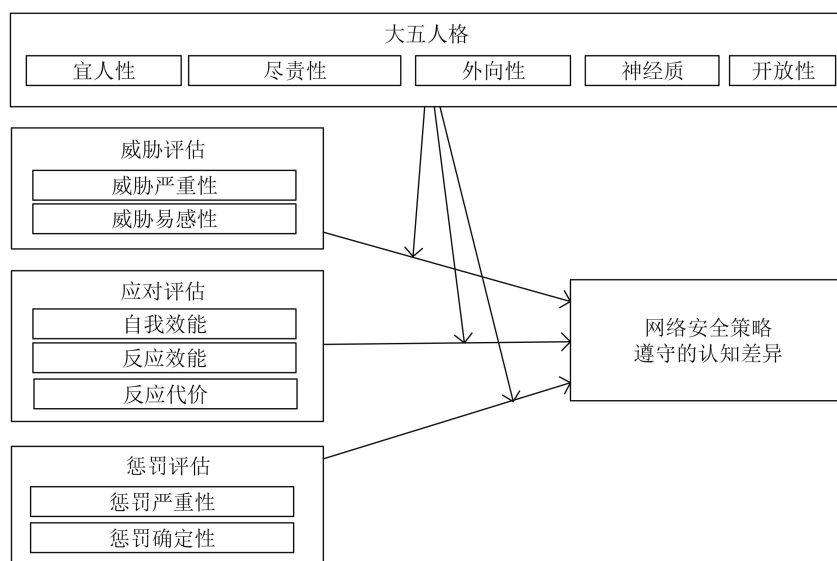 大五人格
宜人性
尽责性
外向性
神经质
开放性
威胁评估
威胁严重性
威胁易感性
应对评估
自我效能
反应效能
反应代价
惩罚评估
惩罚严重性
惩罚确定性
网络安全策略
遵守的认知差异